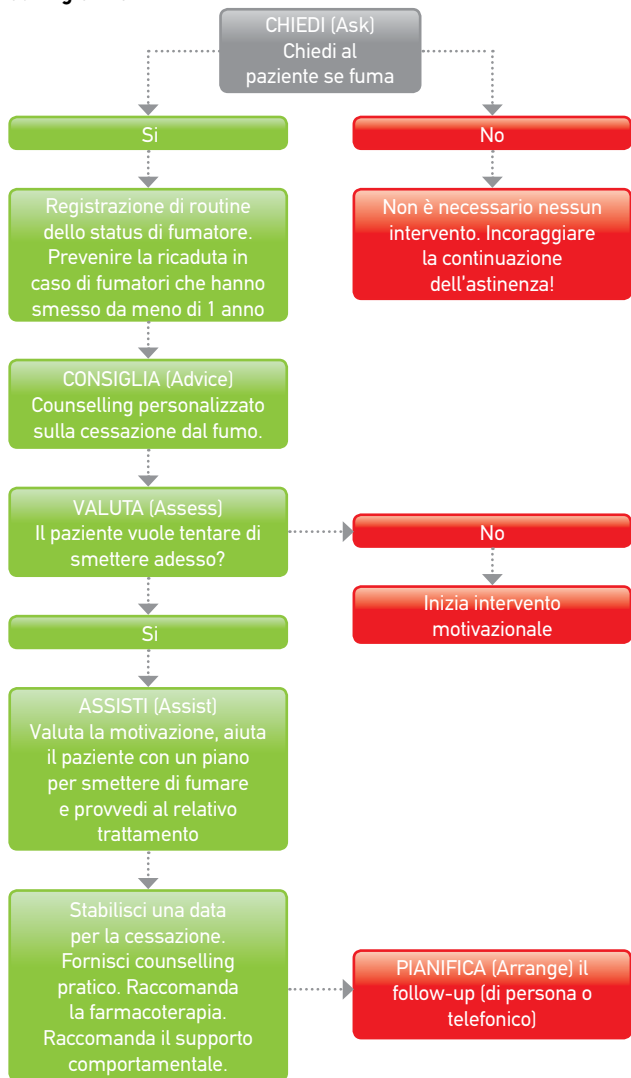 CHIEDI (Ask)
Chiedi al
paziente se fuma
Si
No
Registrazione di routine
dello status di fumatore.
Prevenire la ricaduta in
caso di fumatori che hanno
smesso da meno di 1 anno
Non è necessario nessun
intervento. Incoraggiare
la continuazione
dell'astinenza!
CONSIGLIA (Advice)
Counselling personalizzato
sulla cessazione dal fumo.
VALUTA (Assess)
Il paziente vuole tentare di
smettere adesso?
No
Inizia intervento
motivazionale
Si
ASSISTI (Assist)
Valuta la motivazione, aiuta
il paziente con un piano
per smettere di fumare
e provvedi al relativo
trattamento
Stabilisci una data
per la cessazione.
Fornisci counselling
pratico. Raccomanda
la farmacoterapia.
Raccomanda il supporto
comportamentale.
PIANIFICA (Arrange) il
follow-up (di persona o
telefonico)